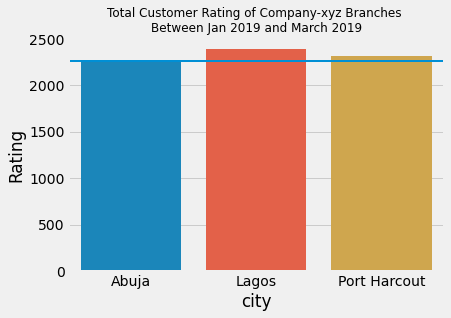 Total Customer Rating of Company-xyz Branches
Between Jan 2019 and March 2019
2500
2000
1500
1000
500
0
Rating
Abuja
Lagos
Port Harcout
city